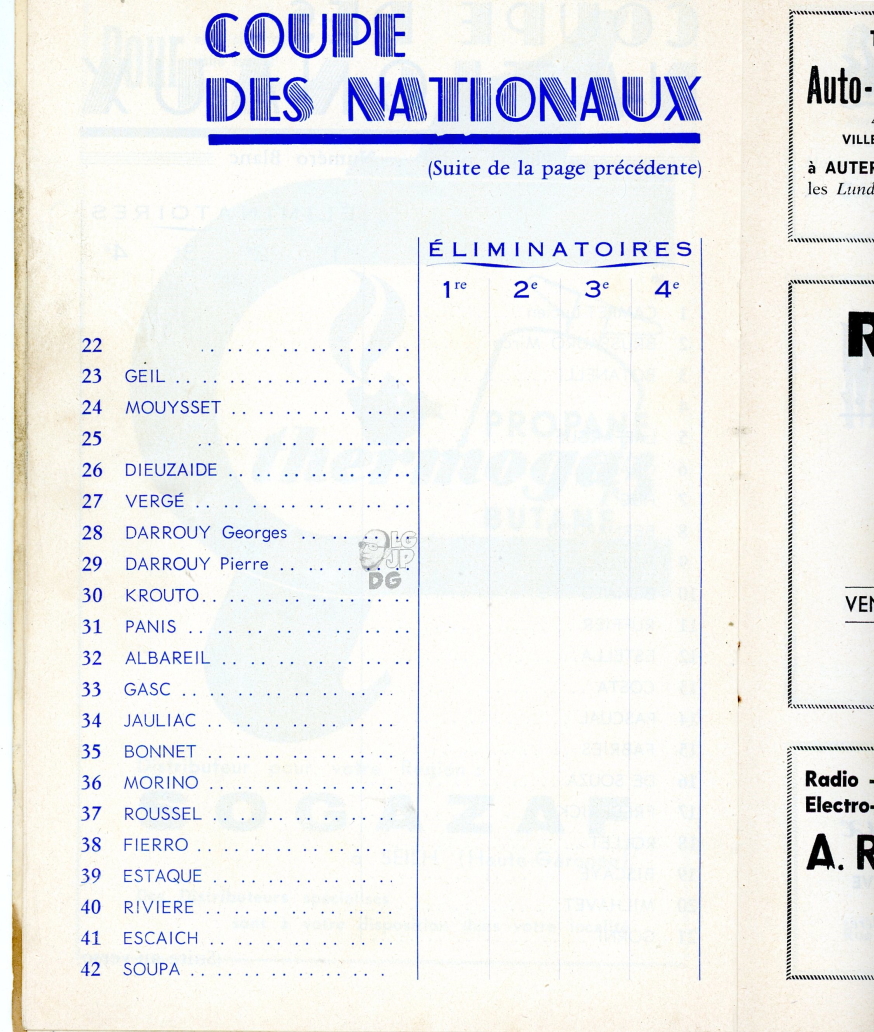 COUPE
DES NATIONAUX
(Suite de la page précédente)
ÉLIMINATOIRES
1re 2e 3e 4e
22 .. .. .. .. .. .. .. ..
23 GEIL .. .. .. .. .. .. .. .. ..
24 MOUYSSET .. .. .. .. .. .. ..
25 .. .. .. .. .. .. .. ..
26 DIEUZAIDE .. .. .. .. .. .. ..
27 VERGÉ .. .. .. .. .. .. .. ..
28 DARROUY Georges .. .. .. .. ..
29 DARROUY Pierre .. .. .. .. ..
30 KROUTO.. .. .. .. .. .. .. ..
31 PANIS .. .. .. .. .. .. .. .. ..
32 ALBAREIL .. .. .. .. .. .. .. ..
33 GASC .. .. .. .. .. .. .. ..
34 JAULIAC .. .. .. .. .. .. .. ..
35 BONNET .. .. .. .. .. .. .. ..
36 MORINO .. .. .. .. .. .. .. ..
37 ROUSSEL .. .. .. .. .. .. .. ..
38 FIERRO .. .. .. .. .. .. .. ..
39 ESTAQUE .. .. .. .. .. .. ..
40 RIVIERE .. .. .. .. .. .. .. ..
41 ESCAICH .. .. .. .. .. .. .. ..
42 SOUPA .. .. .. .. .. .. .. ..
LG
JP
DG
Auto-
VILLE
à AUTER
les Lund
R
VEN
Radio -
Electro-
A. R